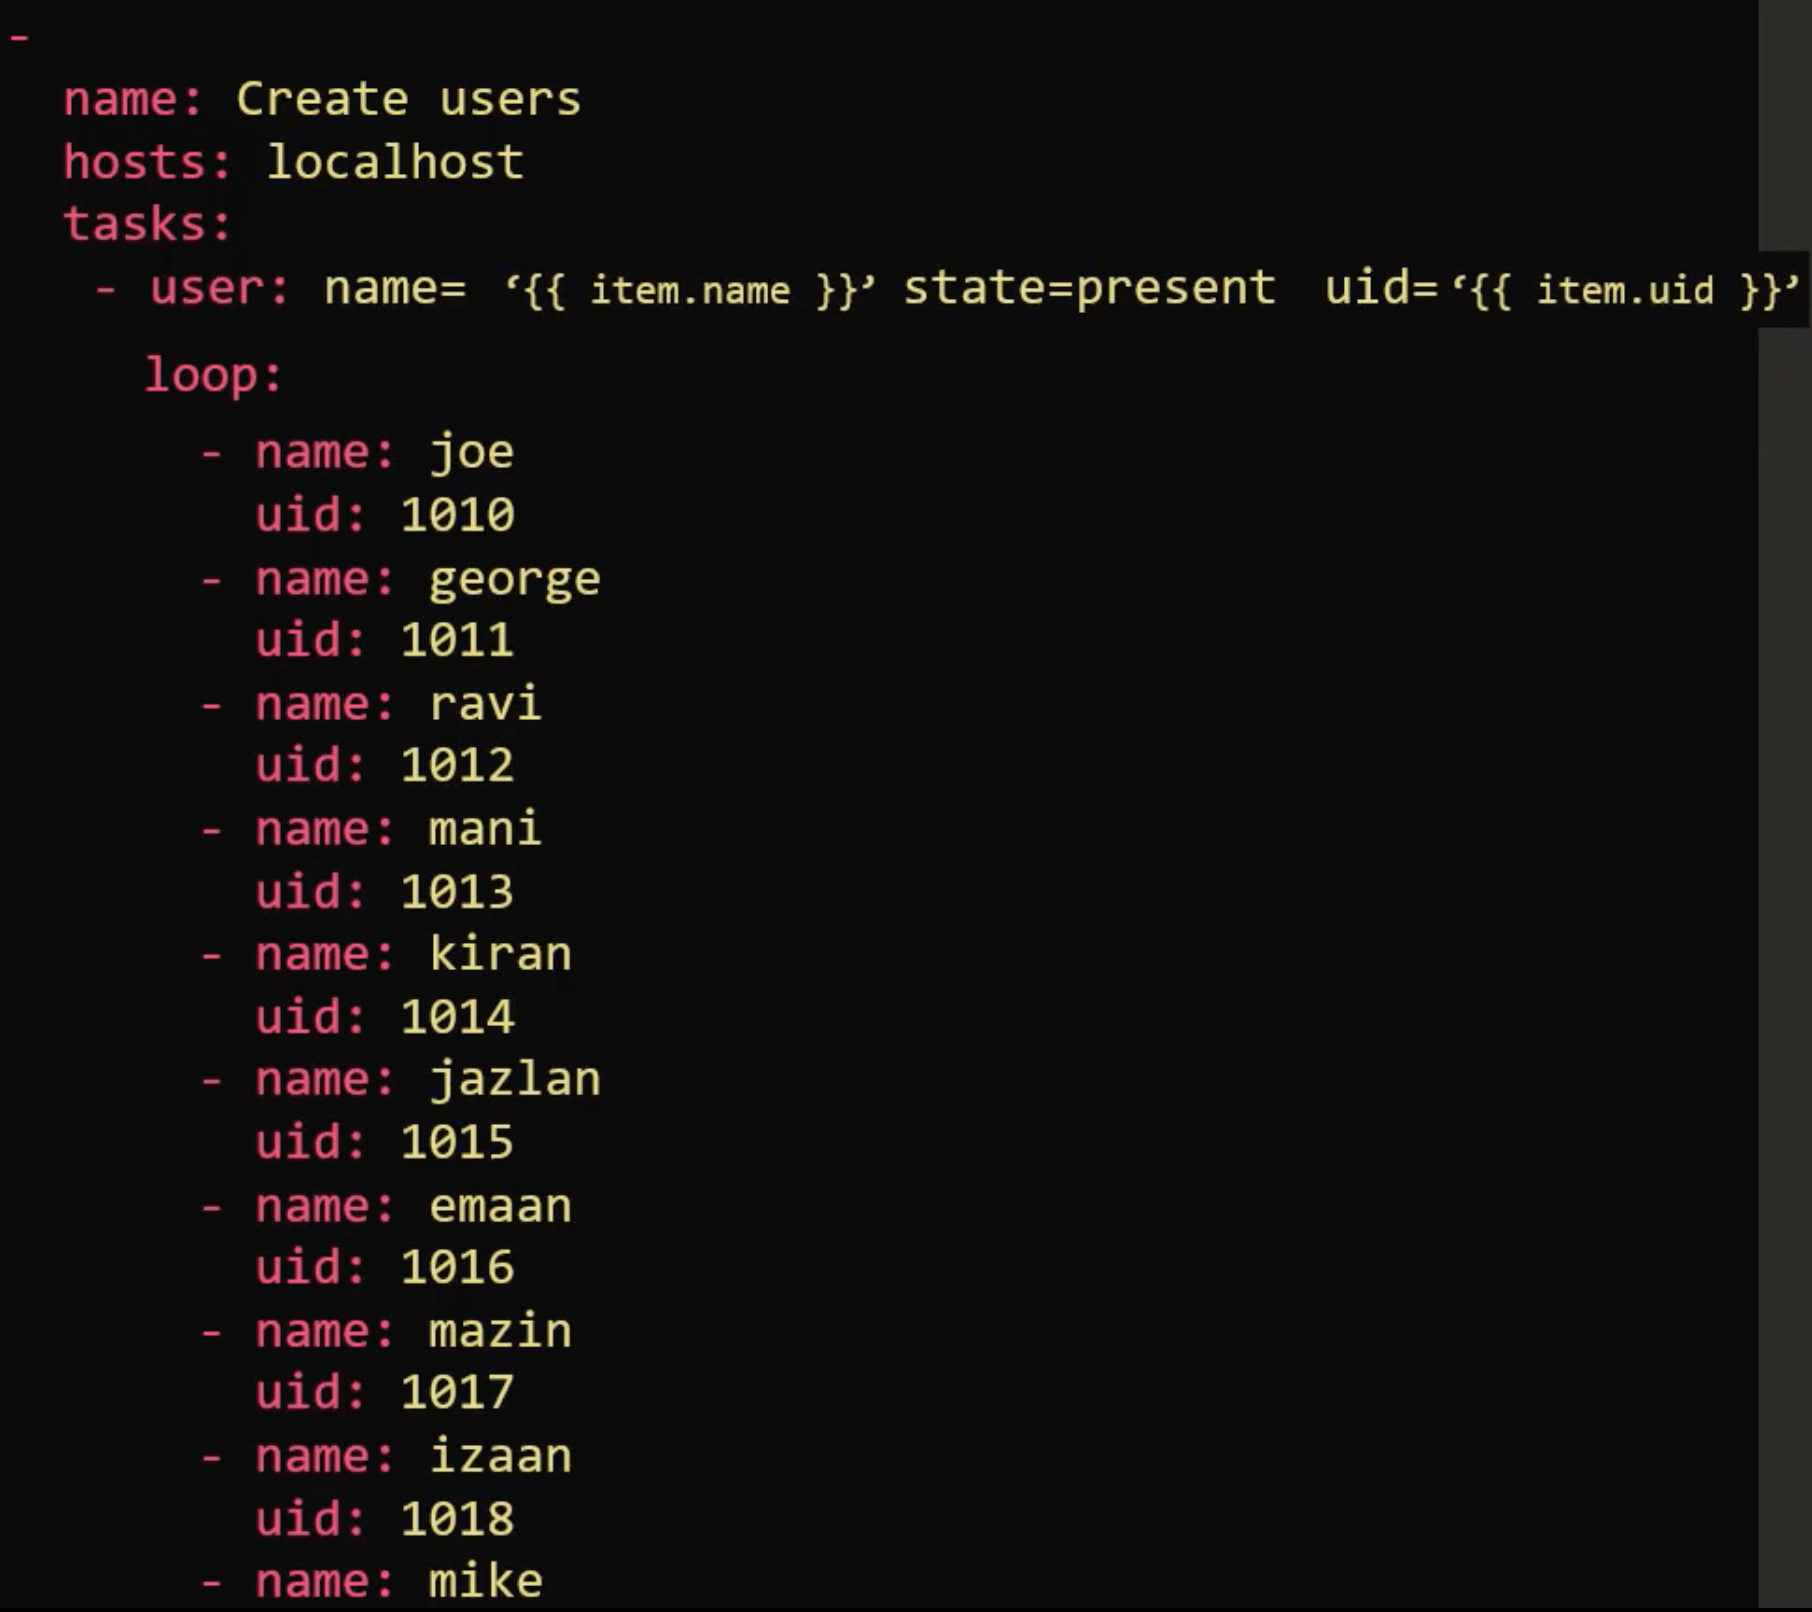 -
  name: Create users
  hosts: localhost
  tasks:
   - user: name= ‘{{ item.name }}’ state=present uid=‘{{ item.uid }}’
     loop:
       - name: joe
         uid: 1010
       - name: george
         uid: 1011
       - name: ravi
         uid: 1012
       - name: mani
         uid: 1013
       - name: kiran
         uid: 1014
       - name: jazlan
         uid: 1015
       - name: emaan
         uid: 1016
       - name: mazin
         uid: 1017
       - name: izaan
         uid: 1018
       - name: mike